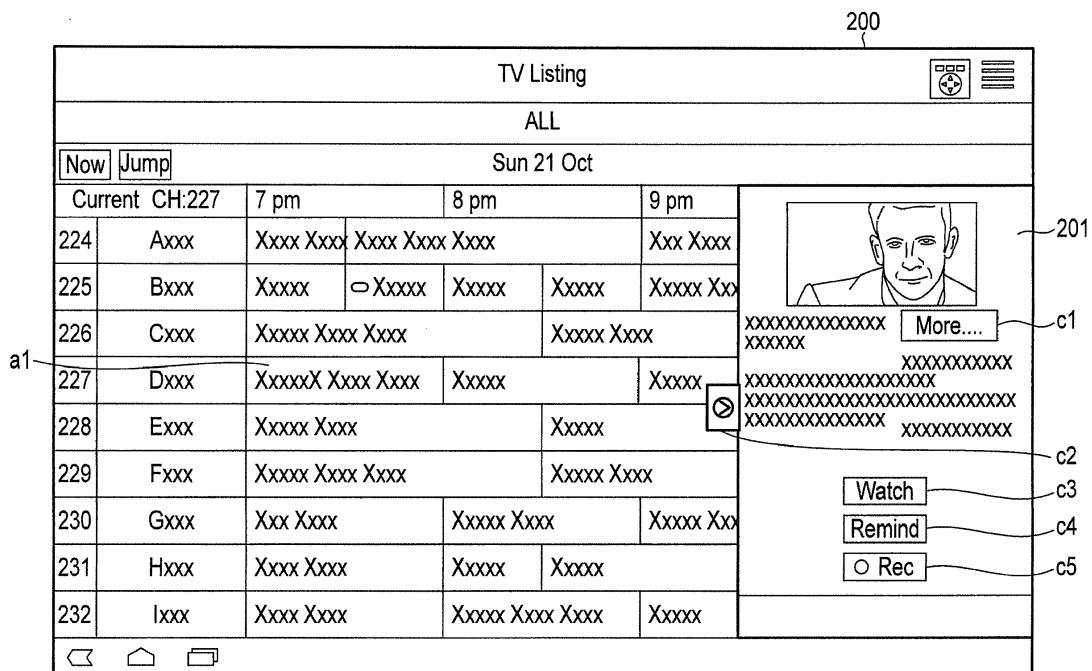 200
TV Listing
ALL
Now Jump Sun 21 Oct
Current CH:227 7 pm 8 pm 9 pm
224 Axxx Xxxx Xxxx Xxxx Xxxx Xxxx Xxx Xxxx
201
225 Bxxx Xxxxx Xxxxx Xxxxx Xxxxx Xxxxx Xxx
226 Cxxx Xxxxx Xxxx Xxxx Xxxxx Xxxx
XXXXXXXXXXXXXX More.... c1
XXXXXX
a1 227 Dxxx XxxxxX Xxxx Xxxx Xxxxx Xxxxx
XXXXXXXXXXX
XXXXXXXXXXXXXXXXXXX
XXXXXXXXXXXXXXXXXXXXXXXXXXX
XXXXXXXXXXXXXX
XXXXXXXXXXX
228 Exxx Xxxxx Xxxx Xxxxx
c2
229 Fxxx Xxxxx Xxxx Xxxx Xxxxx Xxxx
Watch c3
230 Gxxx Xxx Xxxx Xxxxx Xxxx Xxxxx Xxx
Remind c4
231 Hxxx Xxxx Xxxx Xxxxx Xxxxx
Rec c5
232 Ixxx Xxxx Xxxx Xxxxx Xxxx Xxxx Xxxxx